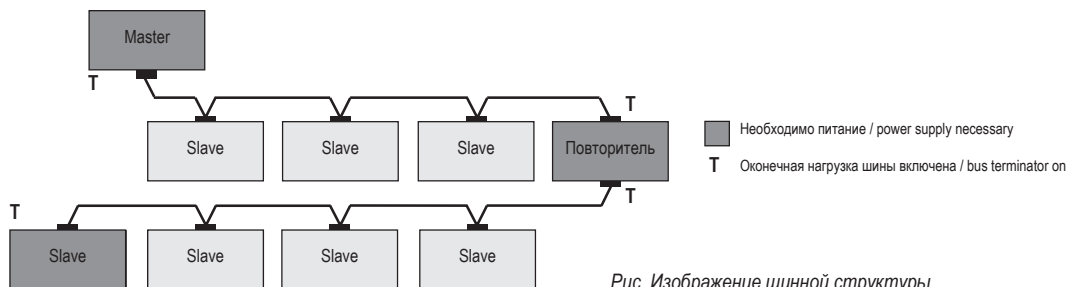 Master
T
T
Slave
Slave
Slave
Повторитель
Необходимо питание / power supply necessary
T Оконечная нагрузка шины включена / bus terminator on
T
T
Slave
Slave
Slave
Slave
Рис. Изображение шинной структуры